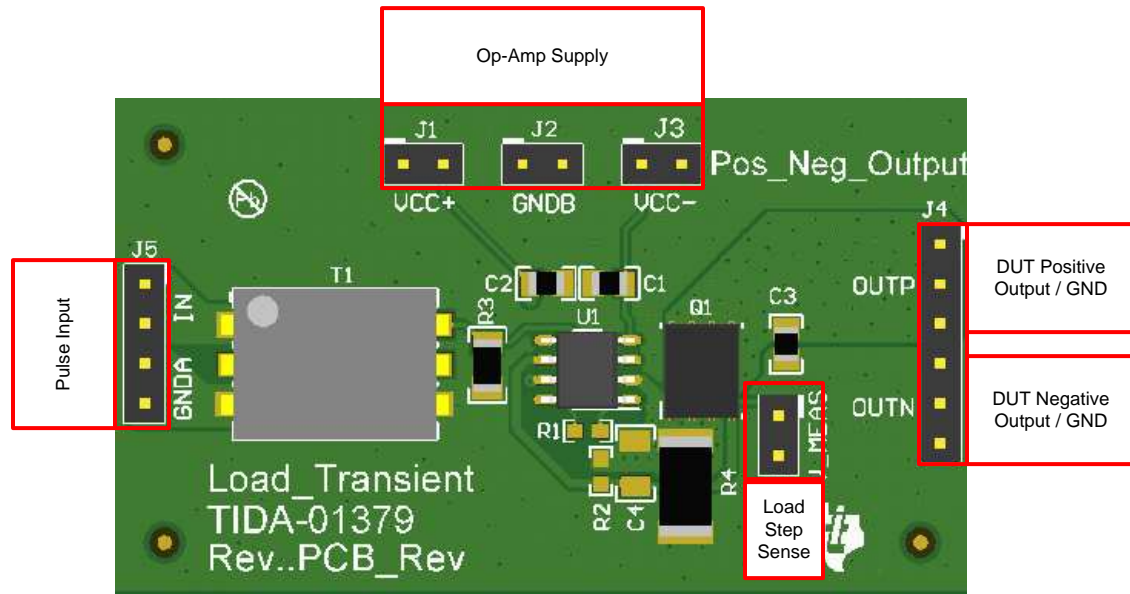 Op-Amp Supply
J1
J2
J3
VCC+
GNDB
VCC-
Pos_Neg_Output
Pb
J5
J4
Pulse Input
IN
GNDA
T1
R3
C2
C1
U1
Q1
C3
OUTP
OUTN
DUT Positive
Output / GND
DUT Negative
Output / GND
R1
R2
C4
R4
MEAS
Load
Step
Sense
Load_Transient
TIDA-01379
Rev..PCB_Rev